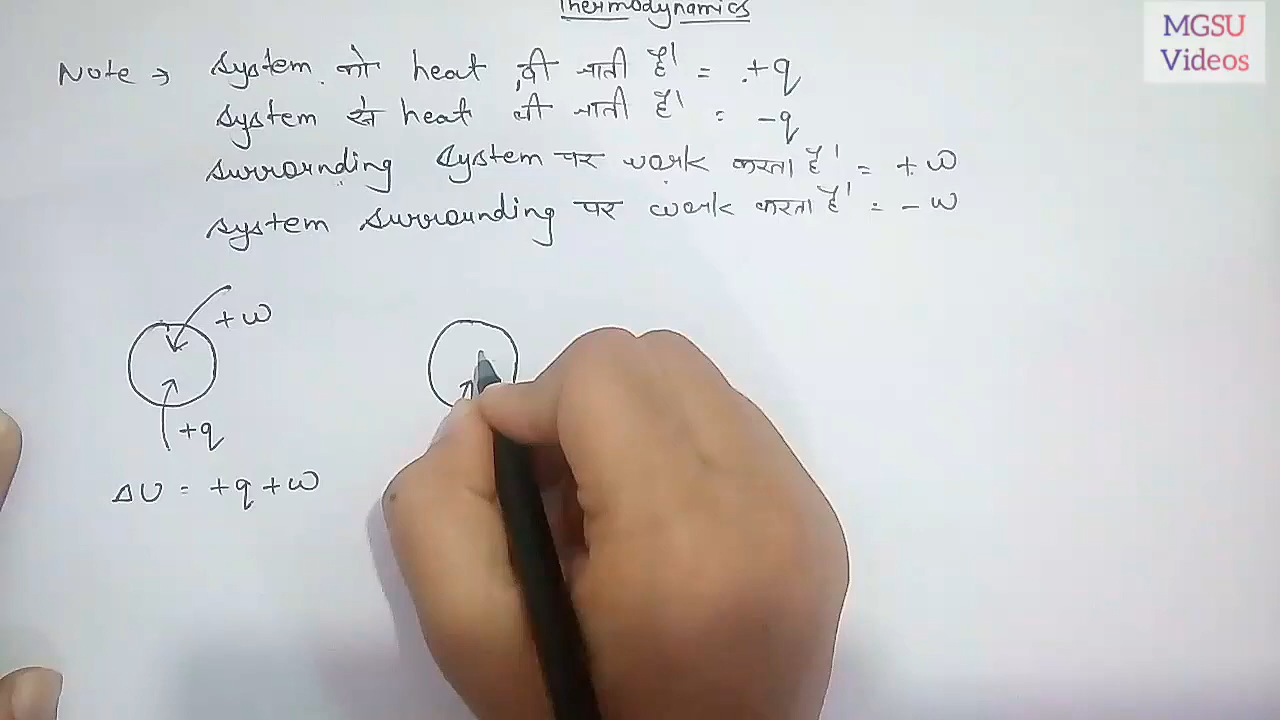 Thermodynamics
MGSU
Videos
Note → system को heat दी जाती है। = +q
system से heat ली जाती है। = -q
surrounding system पर work करता है। = +w
system surrounding पर work करता है। = -w
+w
+q
ΔU = +q +w